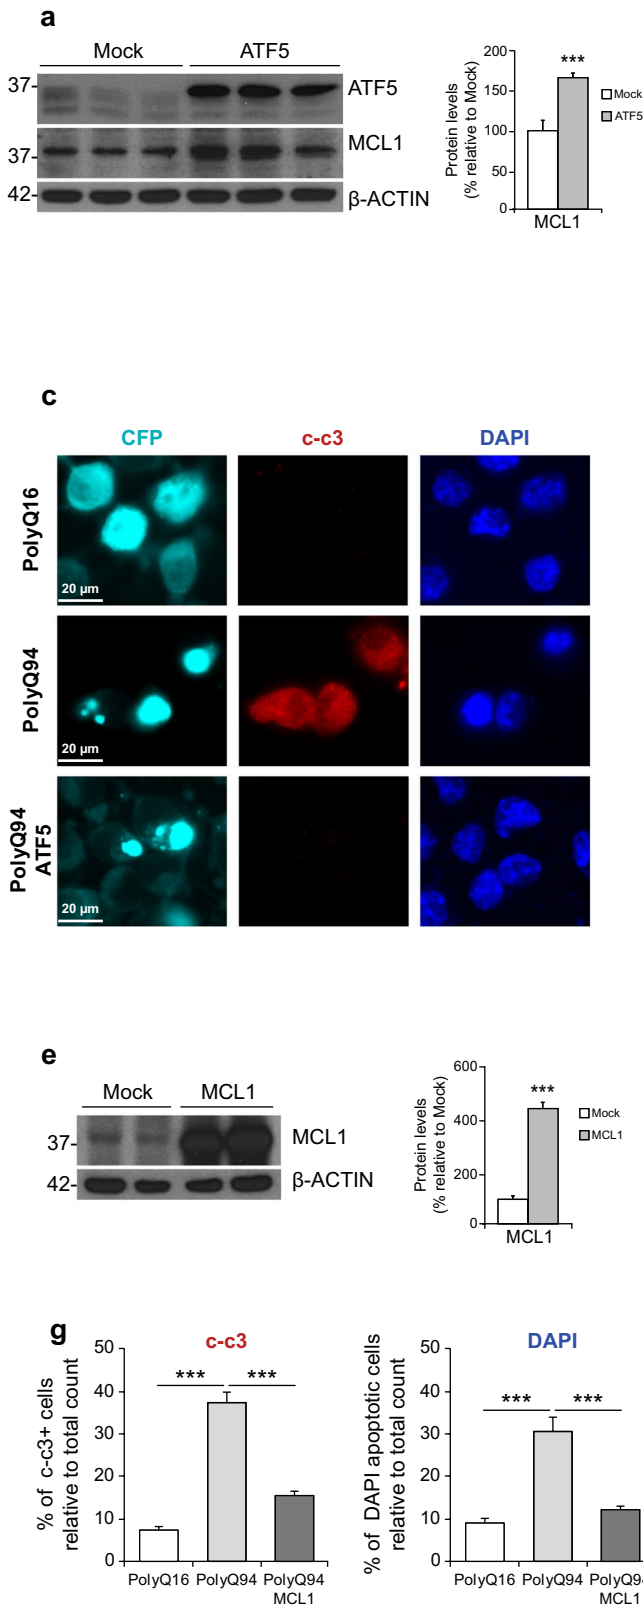 a
Mock ATF5
37- ATF5
37- MCL1
42- β-ACTIN
Protein levels
(% relative to Mock)
200
150
100
50
0
***
Mock
ATF5
MCL1
c
CFP c-c3 DAPI
PolyQ16
20 µm
PolyQ94
20 µm
PolyQ94
ATF5
20 µm
e
Mock MCL1
37- MCL1
42- β-ACTIN
Protein levels
(% relative to Mock)
600
400
200
0
***
Mock
MCL1
MCL1
g
c-c3
% of c-c3+ cells
relative to total count
50
40
30
20
10
0
*** ***
PolyQ16 PolyQ94 PolyQ94
MCL1
DAPI
% of DAPI apoptotic cells
relative to total count
50
40
30
20
10
0
*** ***
PolyQ16 PolyQ94 PolyQ9
MCL1